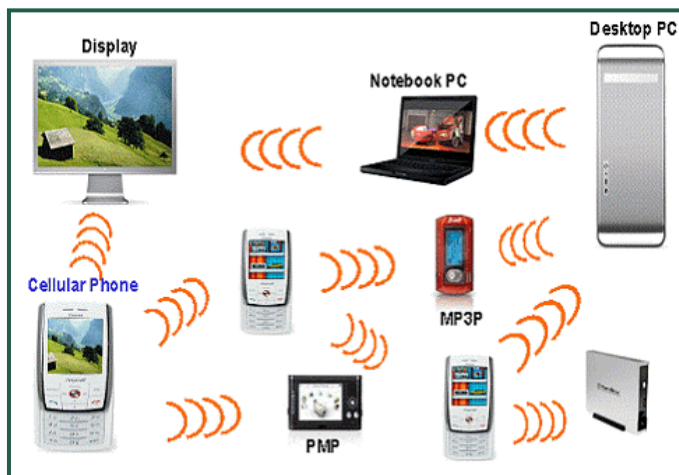 Desktop PC
Display
Notebook PC
Cellular Phone
MP3P
PMP